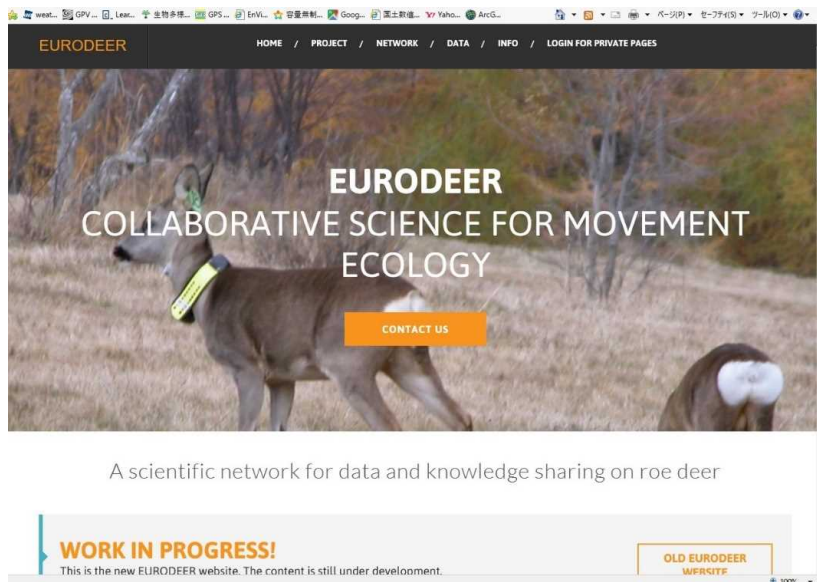 weat... GPV ... Lear... 生物多様... GPS ... EnVi... 容量無制... Goog... 国土数値... Yaho... ArcG... ページ(P) セーフティ(S) ツール(O)
EURODEER HOME / PROJECT / NETWORK / DATA / INFO / LOGIN FOR PRIVATE PAGES
EURODEER
COLLABORATIVE SCIENCE FOR MOVEMENT
ECOLOGY
CONTACT US
A scientific network for data and knowledge sharing on roe deer
WORK IN PROGRESS!
This is the new EURODEER website. The content is still under development.
OLD EURODEER
WEBSITE
100%